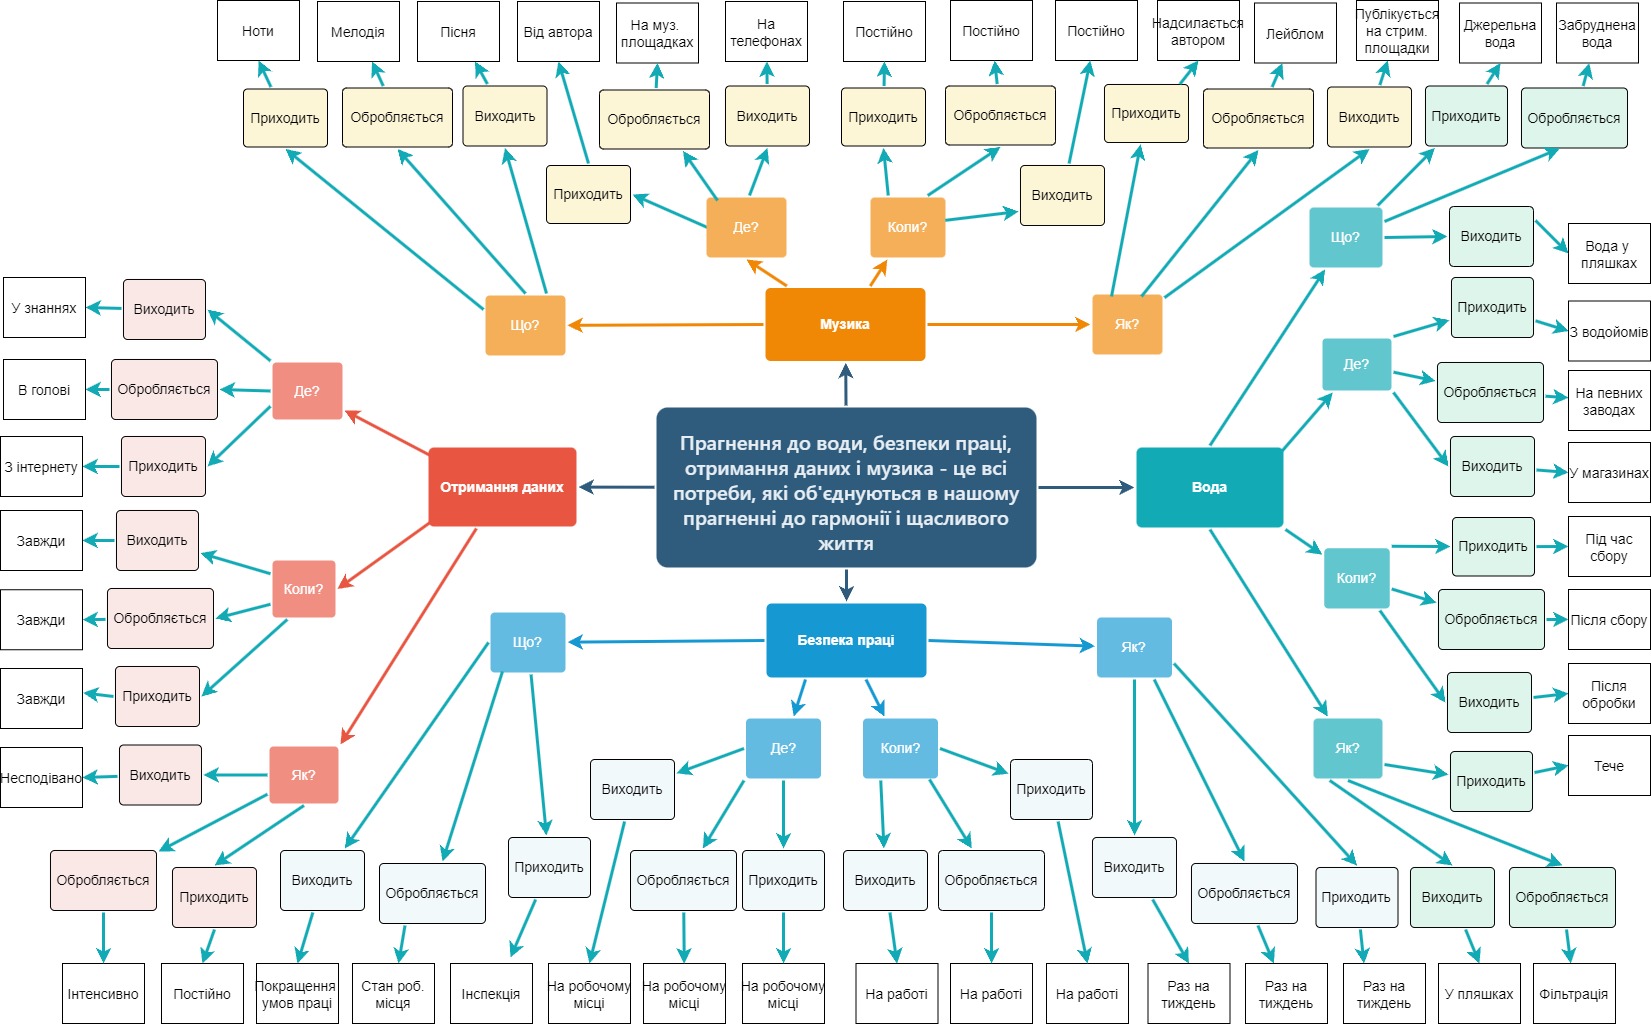 Ноти
Мелодія
Пісня
Від автора
На муз.
площадках
На
телефонах
Постійно
Постійно
Постійно
Надсилається
автором
Лейблом
Публікується
на стрим.
площадки
Джерельна
вода
Забруднена
вода
Приходить
Обробляється
Виходить
Обробляється
Виходить
Приходить
Обробляється
Приходить
Обробляється
Виходить
Приходить
Обробляється
Приходить
Виходить
Де?
Коли?
Що?
Виходить
Вода у
пляшках
Що?
Музика
Як?
У знаннях
Виходить
Приходить
З водойомів
Де?
В голові
Обробляється
Де?
Обробляється
На певних
заводах
З інтернету
Приходить
Виходить
У магазинах
Прагнення до води, безпеки праці,
отримання даних і музика - це всі
потреби, які об'єднуються в нашому
прагненні до гармонії і щасливого
життя
Отримання даних
Вода
Завжди
Виходить
Приходить
Під час
сбору
Коли?
Коли?
Завжди
Обробляється
Обробляється
Після сбору
Що?
Безпека праці
Як?
Завжди
Приходить
Виходить
Після
обробки
Де?
Коли?
Як?
Несподівано
Виходить
Як?
Приходить
Тече
Виходить
Приходить
Обробляється
Приходить
Виходить
Обробляється
Приходить
Обробляється
Приходить
Виходить
Обробляється
Виходить
Обробляється
Приходить
Виходить
Обробляється
Інтенсивно
Постійно
Покращення
умов праці
Стан роб.
місця
Інспекція
На робочому
місці
На робочому
місці
На робочому
місці
На роботі
На роботі
На роботі
Раз на
тиждень
Раз на
тиждень
Раз на
тиждень
У пляшках
Фільтрація